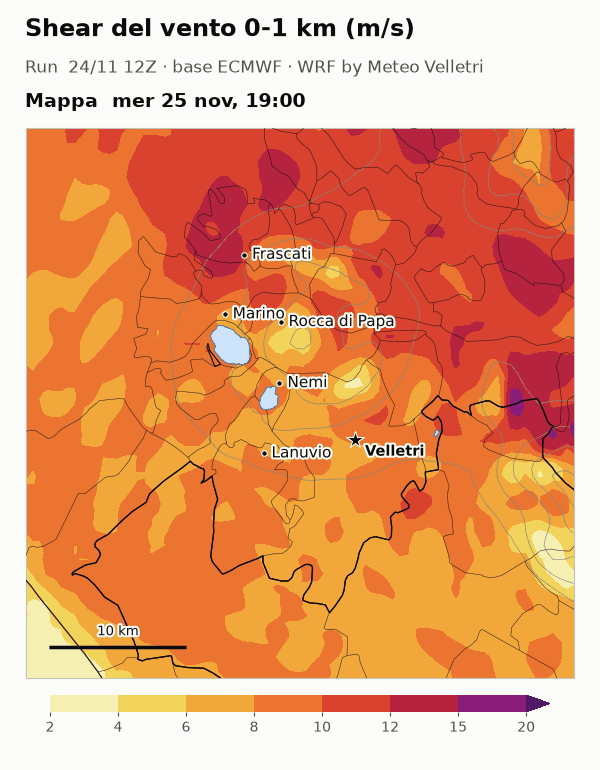 Shear del vento 0-1 km (m/s)
Run  24/11 12Z · base ECMWF · WRF by Meteo Velletri
Mappa  mer 25 nov, 19:00
Frascati
Marino
Rocca di Papa
Nemi
Velletri
Lanuvio
10 km
2 4 6 8 10 12 15 20